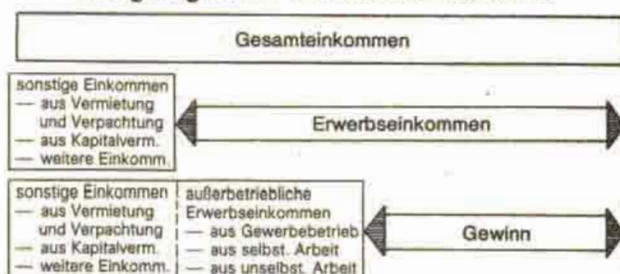 Gesamteinkommen
sonstige Einkommen
— aus Vermietung
und Verpachtung
— aus Kapitalverm.
— weitere Einkomm.
Erwerbseinkommen
sonstige Einkommen
— aus Vermietung
und Verpachtung
— aus Kapitalverm.
— weitere Einkomm.
außerbetriebliche
Erwerbseinkommen
— aus Gewerbebetrieb
— aus selbst. Arbeit
— aus unselbst. Arbeit
Gewinn